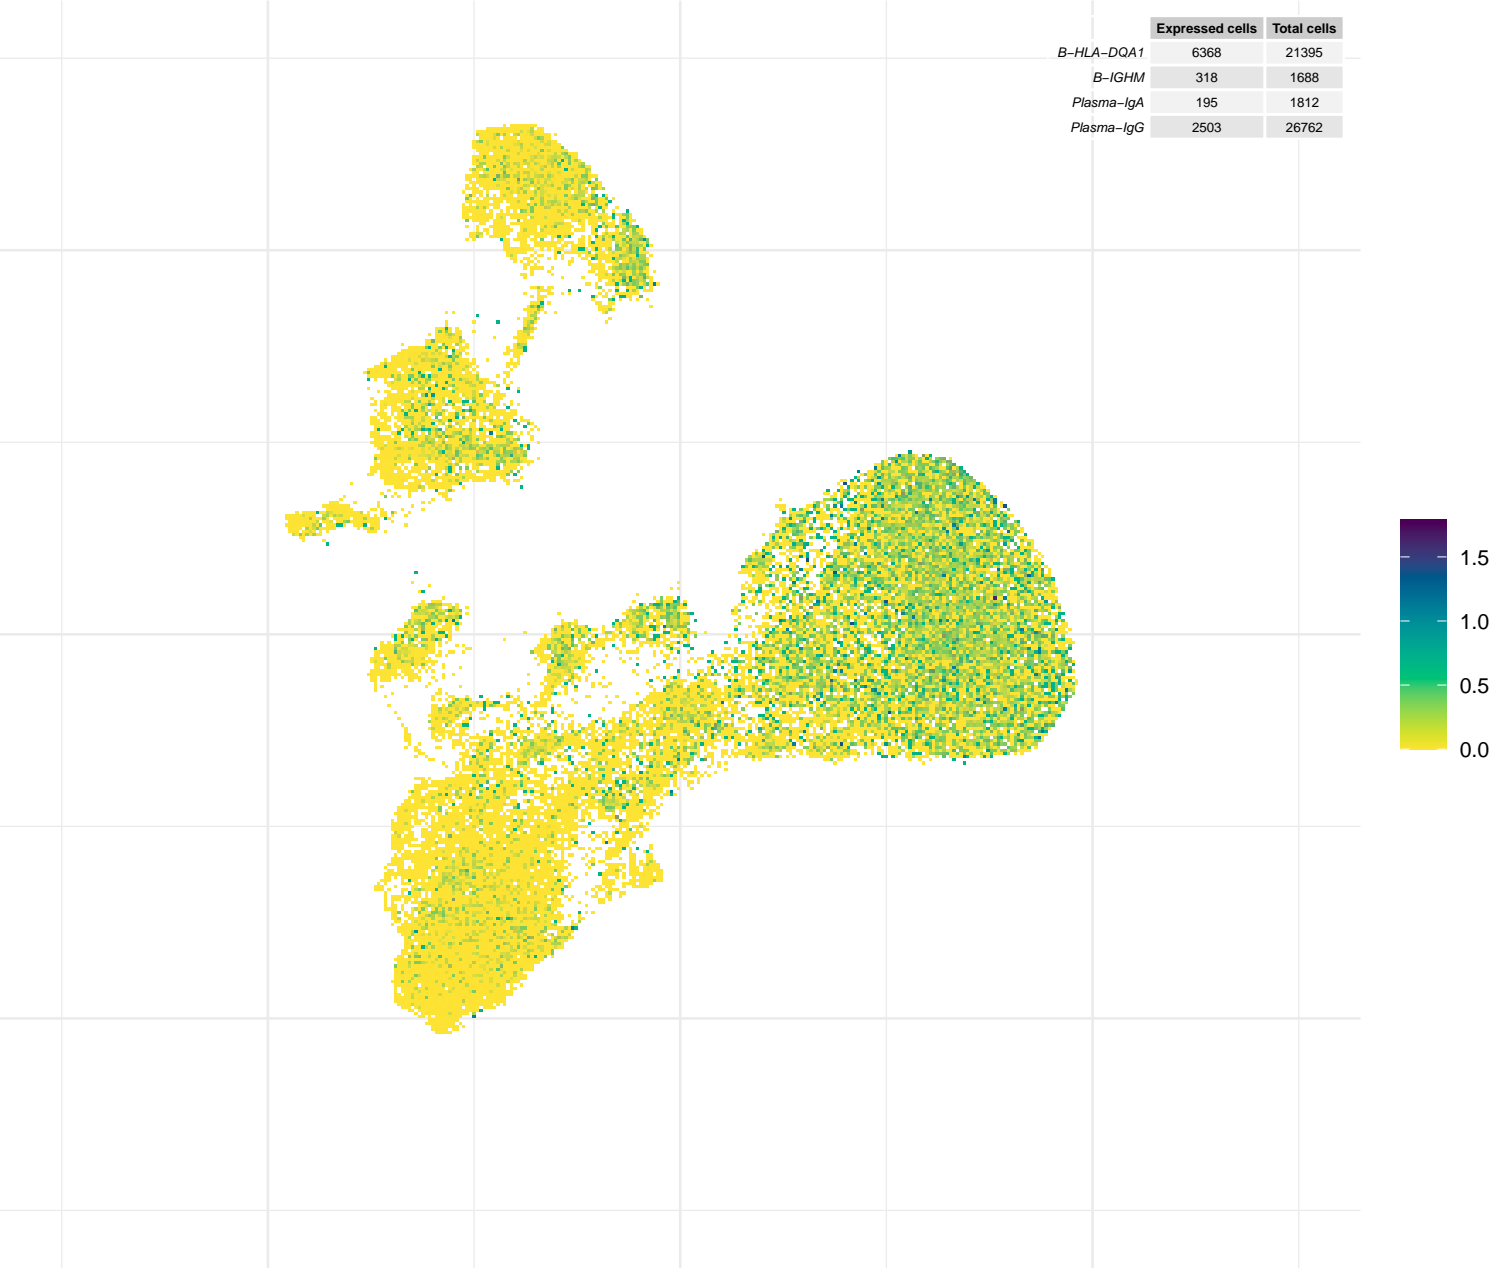 Expressed cells Total cells
B−HLA−DQA1 6368 21395
B−IGHM 318 1688
Plasma−IgA 195 1812
Plasma−IgG 2503 26762
1.5
1.0
0.5
0.0